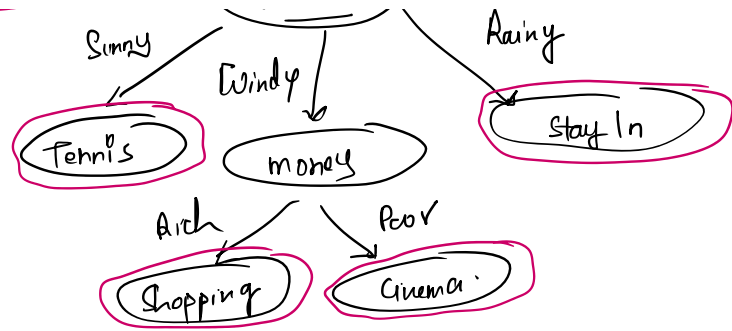 Sunny
Windy
Rainy
Tennis
money
Stay In
Rich
Poor
Shopping
Cinema